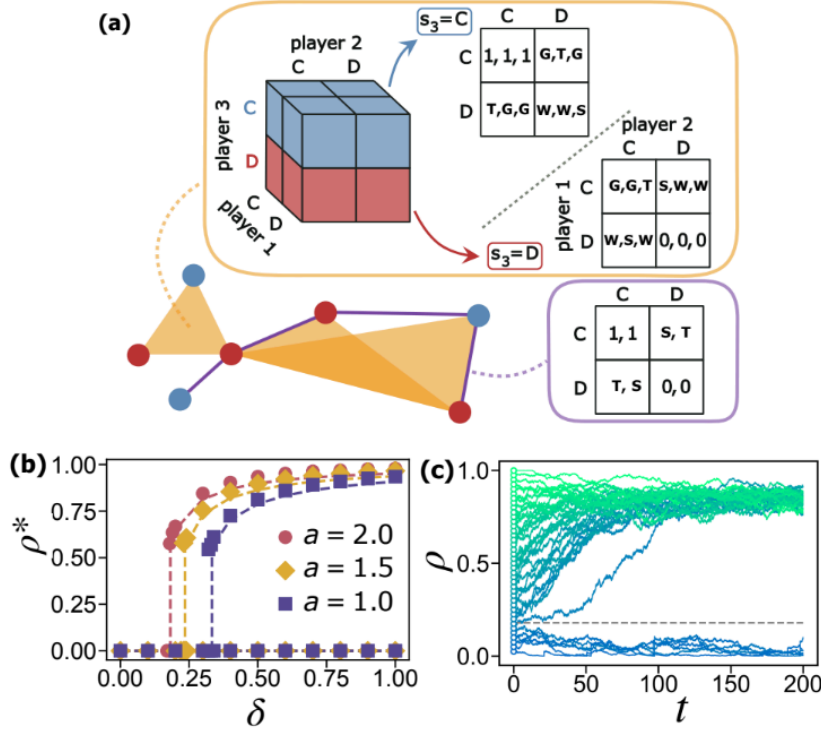 (a)
player 2
C D
player 3
C
D
C
D
player 1
s₃=C
C D
C 1, 1, 1 G,T,G
D T,G,G W,W,S
s₃=D
player 2
C D
player 1
C G,G,T S,W,W
D W,S,W 0, 0, 0
C D
C 1, 1 S, T
D T, S 0,0
(b)
ρ*
1.00
0.75
0.50
0.25
0.00
a = 2.0
a = 1.5
a = 1.0
0.00 0.25 0.50 0.75 1.00
δ
(c)
ρ
1.0
0.5
0.0
0 50 100 150 200
t